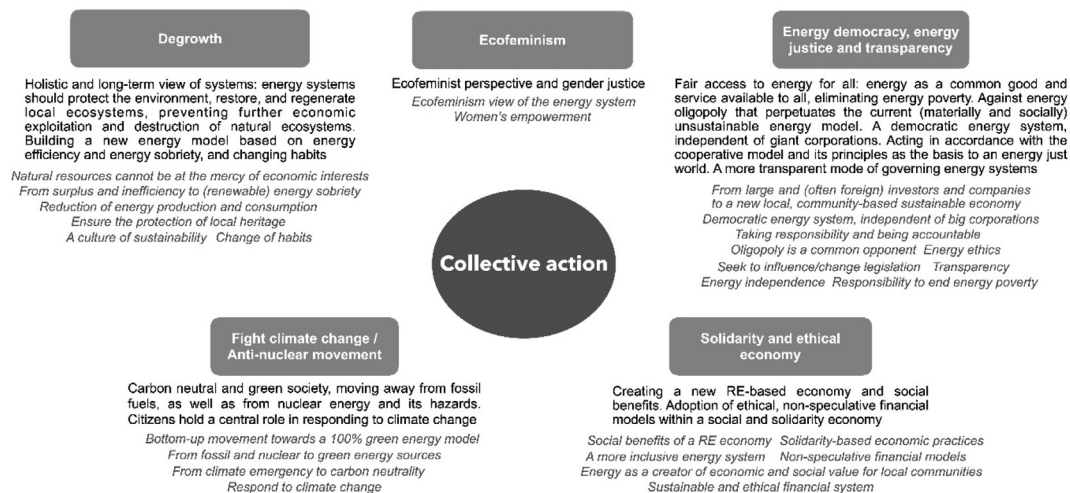 Degrowth
Holistic and long-term view of systems: energy systems
should protect the environment, restore, and regenerate
local ecosystems, preventing further economic
exploitation and destruction of natural ecosystems.
Building a new energy model based on energy
efficiency and energy sobriety, and changing habits
Natural resources cannot be at the mercy of economic interests
From surplus and inefficiency to (renewable) energy sobriety
Reduction of energy production and consumption
Ensure the protection of local heritage
A culture of sustainability Change of habits
Ecofeminism
Ecofeminist perspective and gender justice
Ecofeminism view of the energy system
Women's empowerment
Energy democracy, energy
justice and transparency
Fair access to energy for all: energy as a common good and
service available to all, eliminating energy poverty. Against energy
oligopoly that perpetuates the current (materially and socially)
unsustainable energy model. A democratic energy system,
independent of giant corporations. Acting in accordance with the
cooperative model and its principles as the basis to an energy just
world. A more transparent mode of governing energy systems
From large and (often foreign) investors and companies
to a new local, community-based sustainable economy
Democratic energy system, independent of big corporations
Taking responsibility and being accountable
Oligopoly is a common opponent Energy ethics
Seek to influence/change legislation Transparency
Energy independence Responsibility to end energy poverty
Collective action
Fight climate change /
Anti-nuclear movement
Carbon neutral and green society, moving away from fossil
fuels, as well as from nuclear energy and its hazards.
Citizens hold a central role in responding to climate change
Bottom-up movement towards a 100% green energy model
From fossil and nuclear to green energy sources
From climate emergency to carbon neutrality
Respond to climate change
Solidarity and ethical
economy
Creating a new RE-based economy and social
benefits. Adoption of ethical, non-speculative financial
models within a social and solidarity economy
Social benefits of a RE economy Solidarity-based economic practices
A more inclusive energy system Non-speculative financial models
Energy as a creator of economic and social value for local communities
Sustainable and ethical financial system